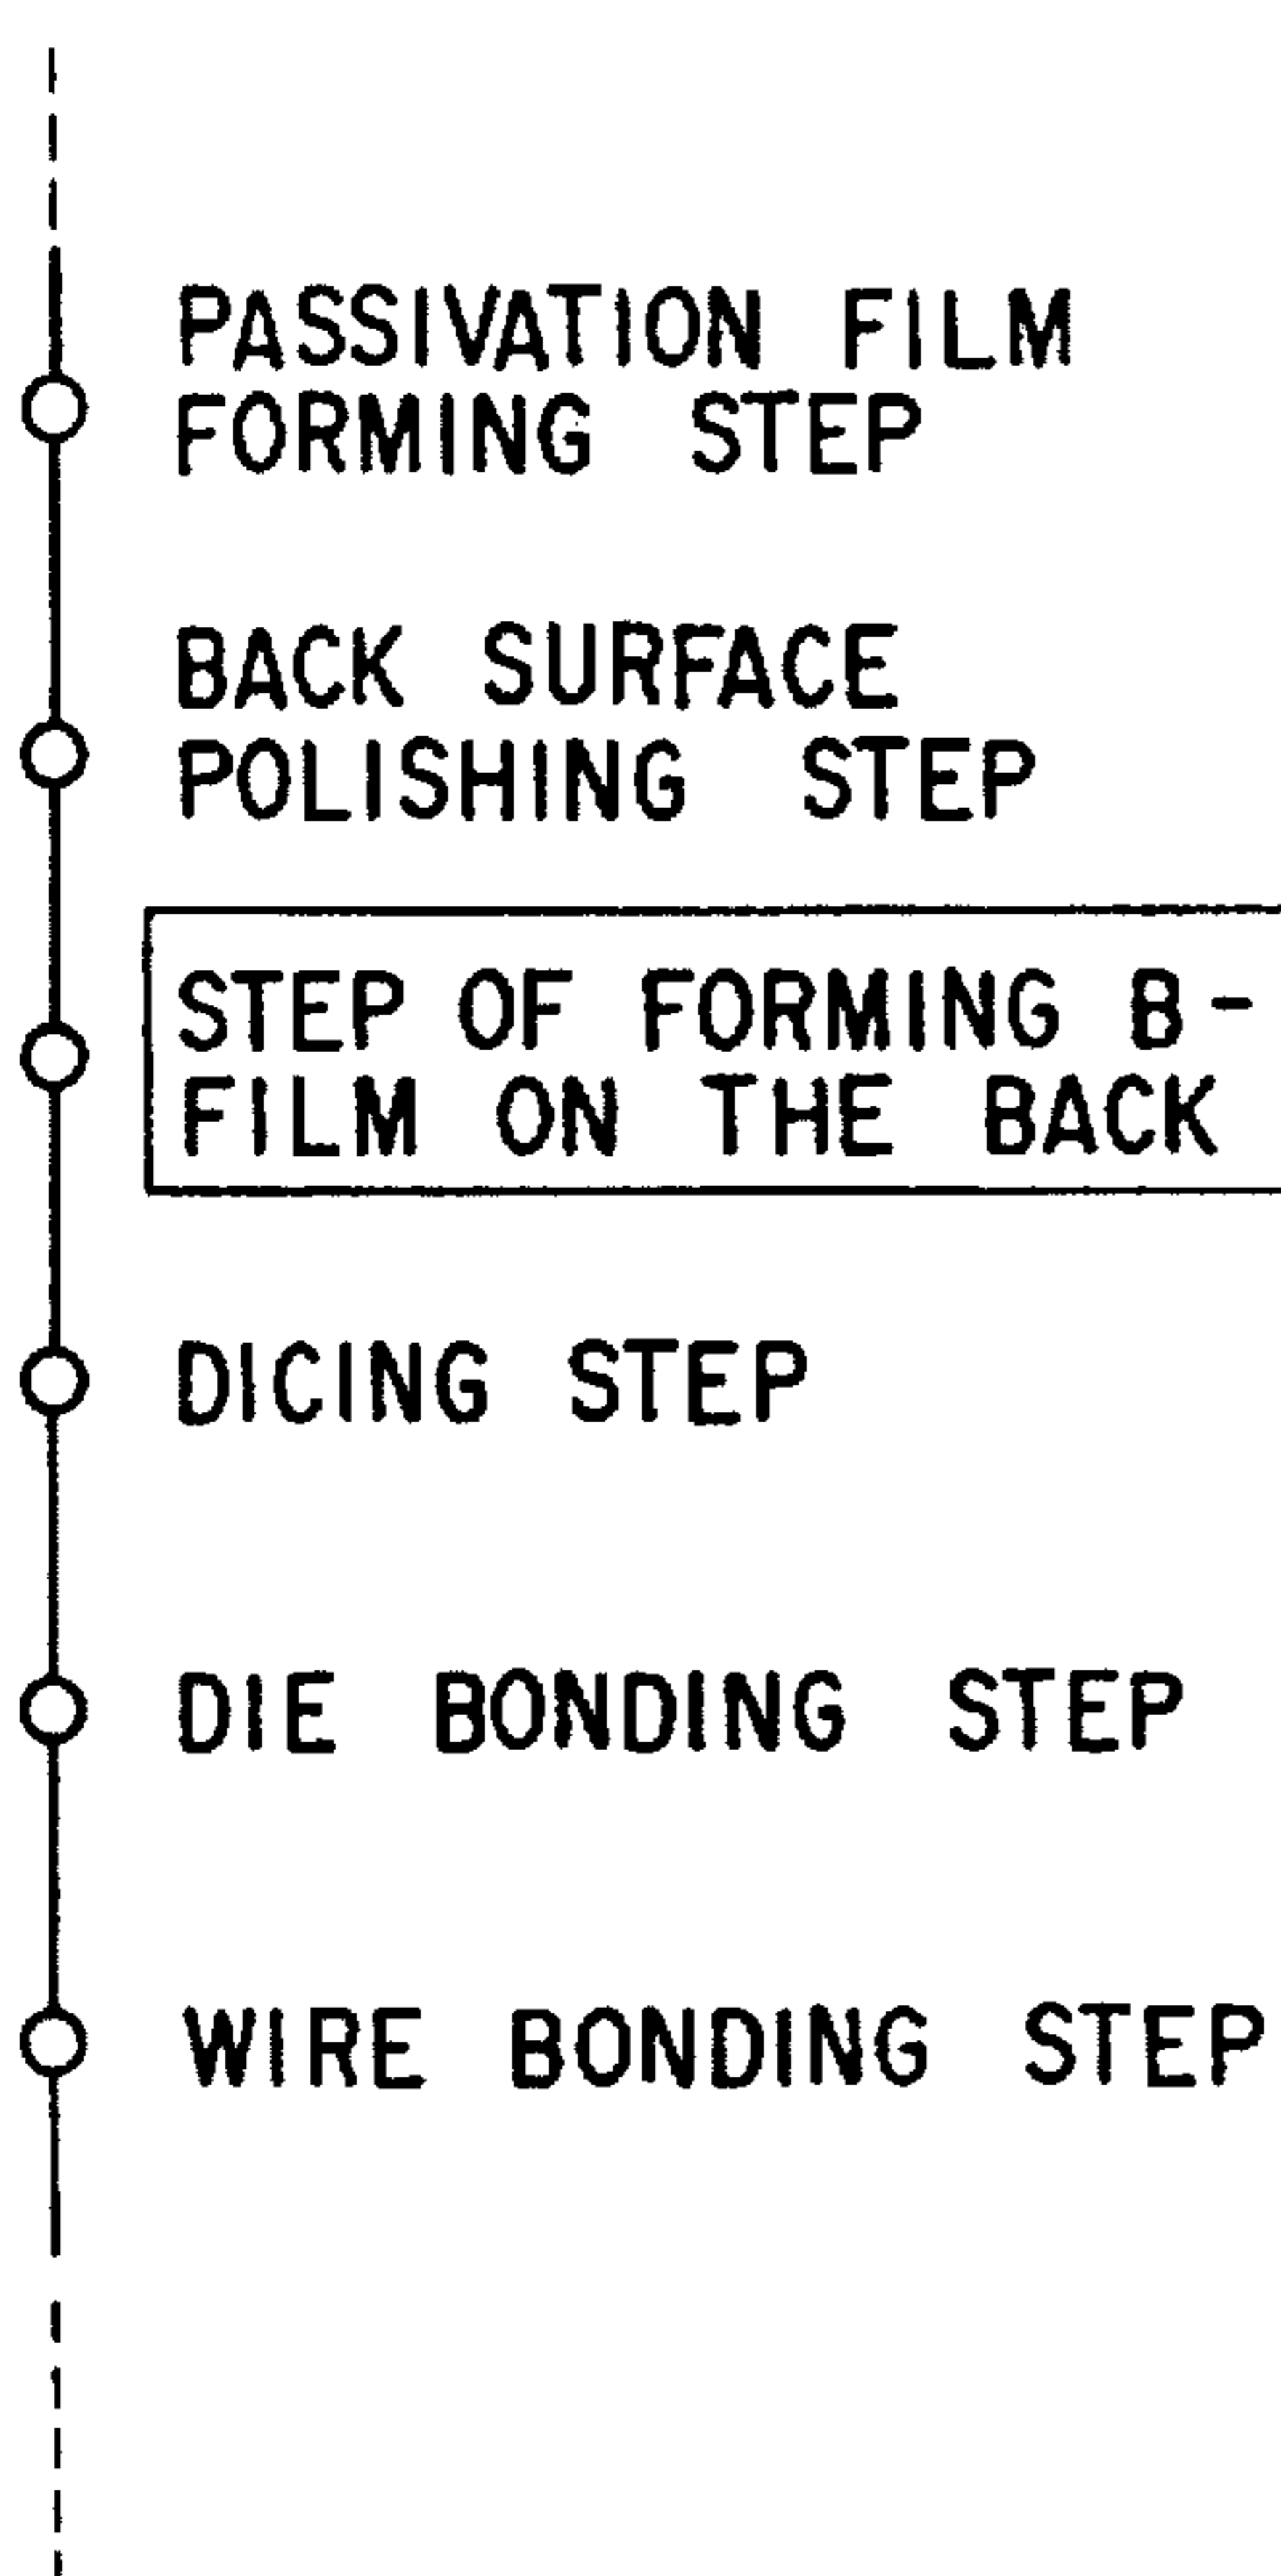 PASSIVATION FILM
FORMING STEP
BACK SURFACE
POLISHING STEP
STEP OF FORMING B-
FILM ON THE BACK
DICING STEP
DIE BONDING STEP
WIRE BONDING STEP